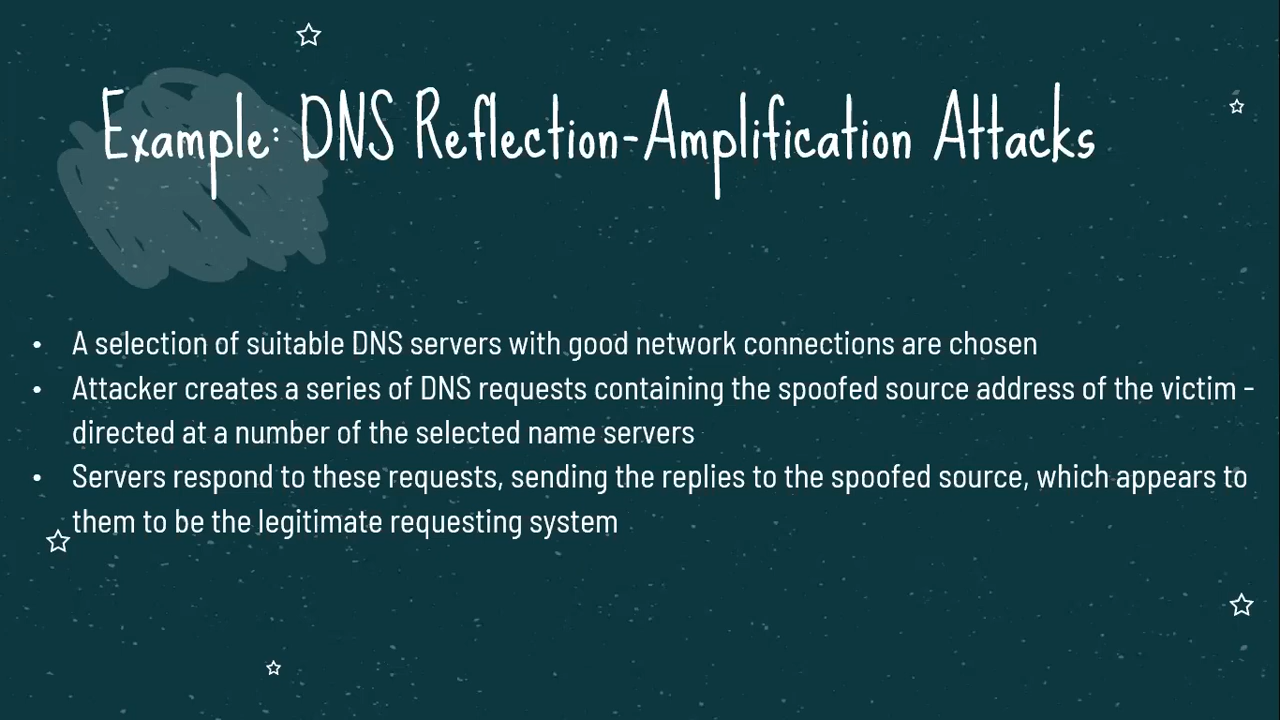 Example: DNS Reflection-Amplification Attacks
• A selection of suitable DNS servers with good network connections are chosen
• Attacker creates a series of DNS requests containing the spoofed source address of the victim -
directed at a number of the selected name servers
• Servers respond to these requests, sending the replies to the spoofed source, which appears to
them to be the legitimate requesting system